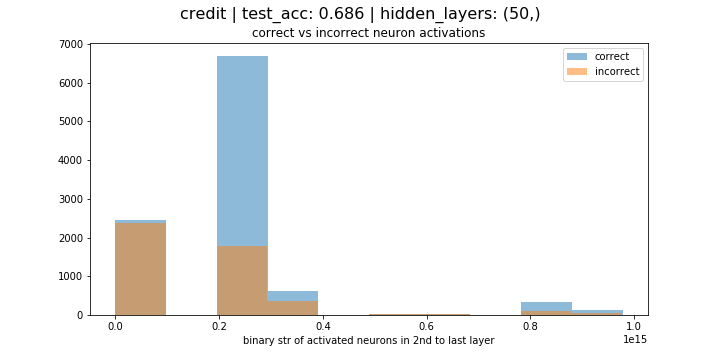 credit | test_acc: 0.686 | hidden_layers: (50,)
correct vs incorrect neuron activations
7000
6000
5000
4000
3000
2000
1000
0
correct
incorrect
0.0 0.2 0.4 0.6 0.8 1.0
1e15
binary str of activated neurons in 2nd to last layer